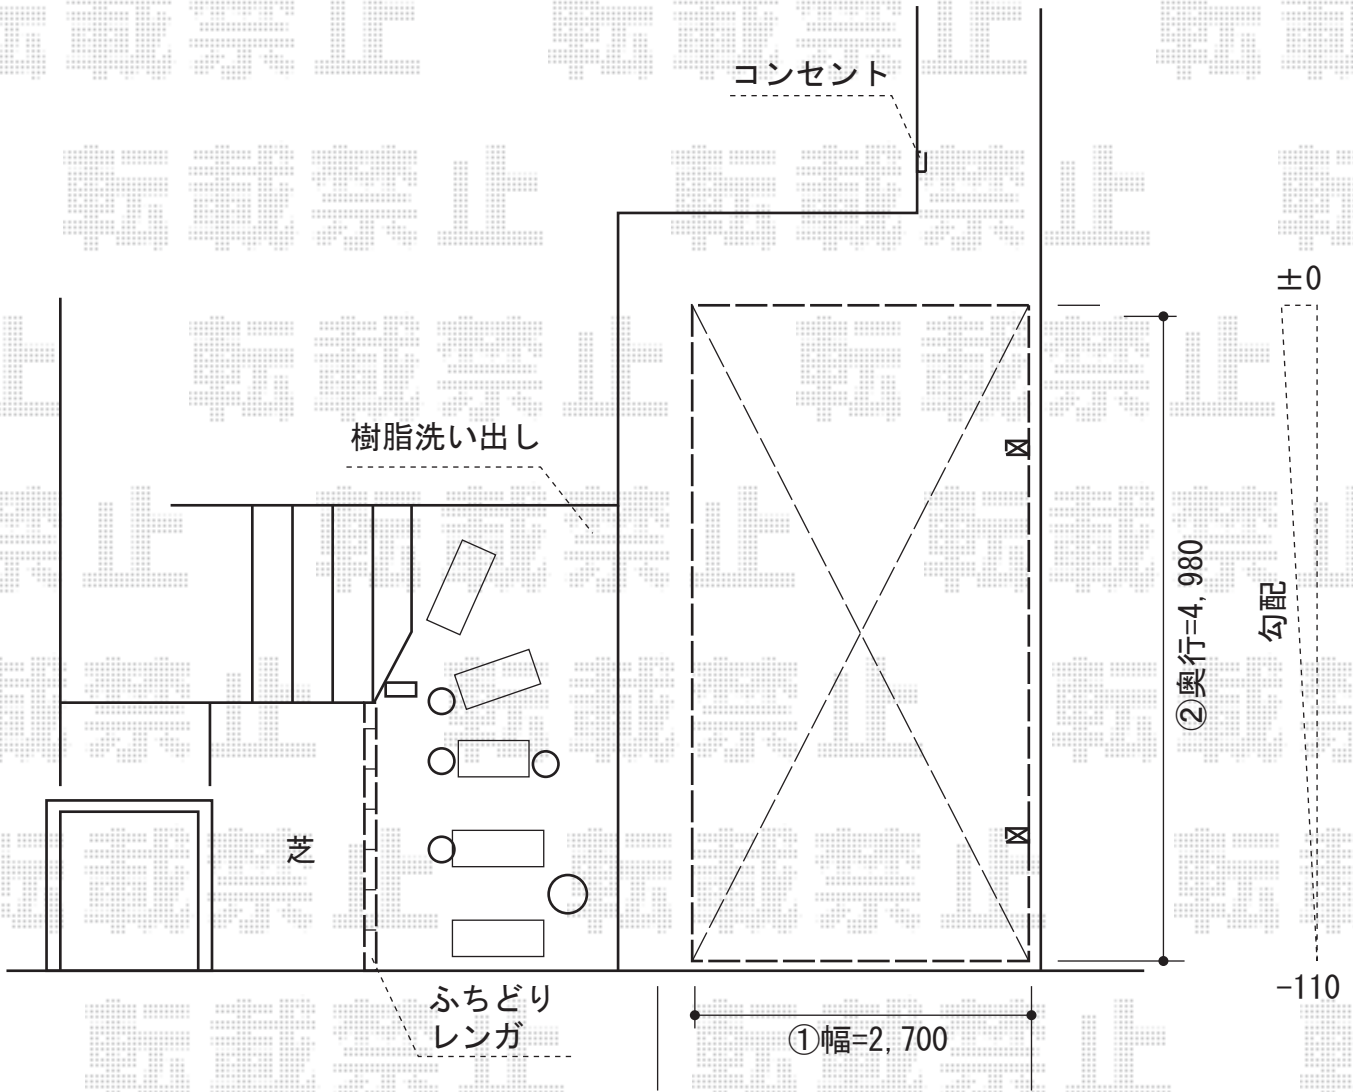 転載禁止
コンセント
±0
樹脂洗い出し
②奥行=4,980
勾配
芝
ふちどり
レンガ
-110
①幅=2,700